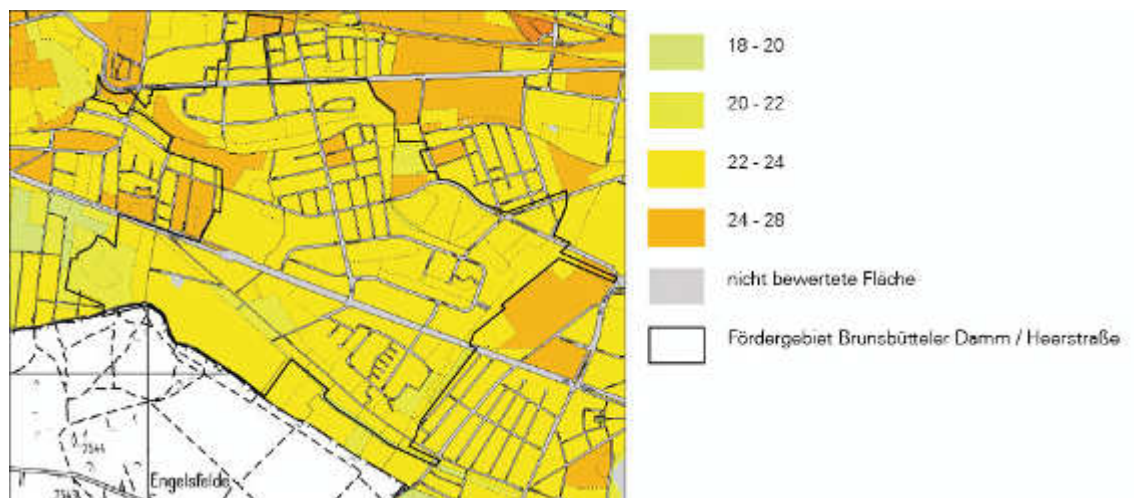 18 - 20
20 - 22
22 - 24
24 - 28
nicht bewertete Fläche
Fördergebiet Brunsbütteler Damm / Heerstraße
Engelsfelde